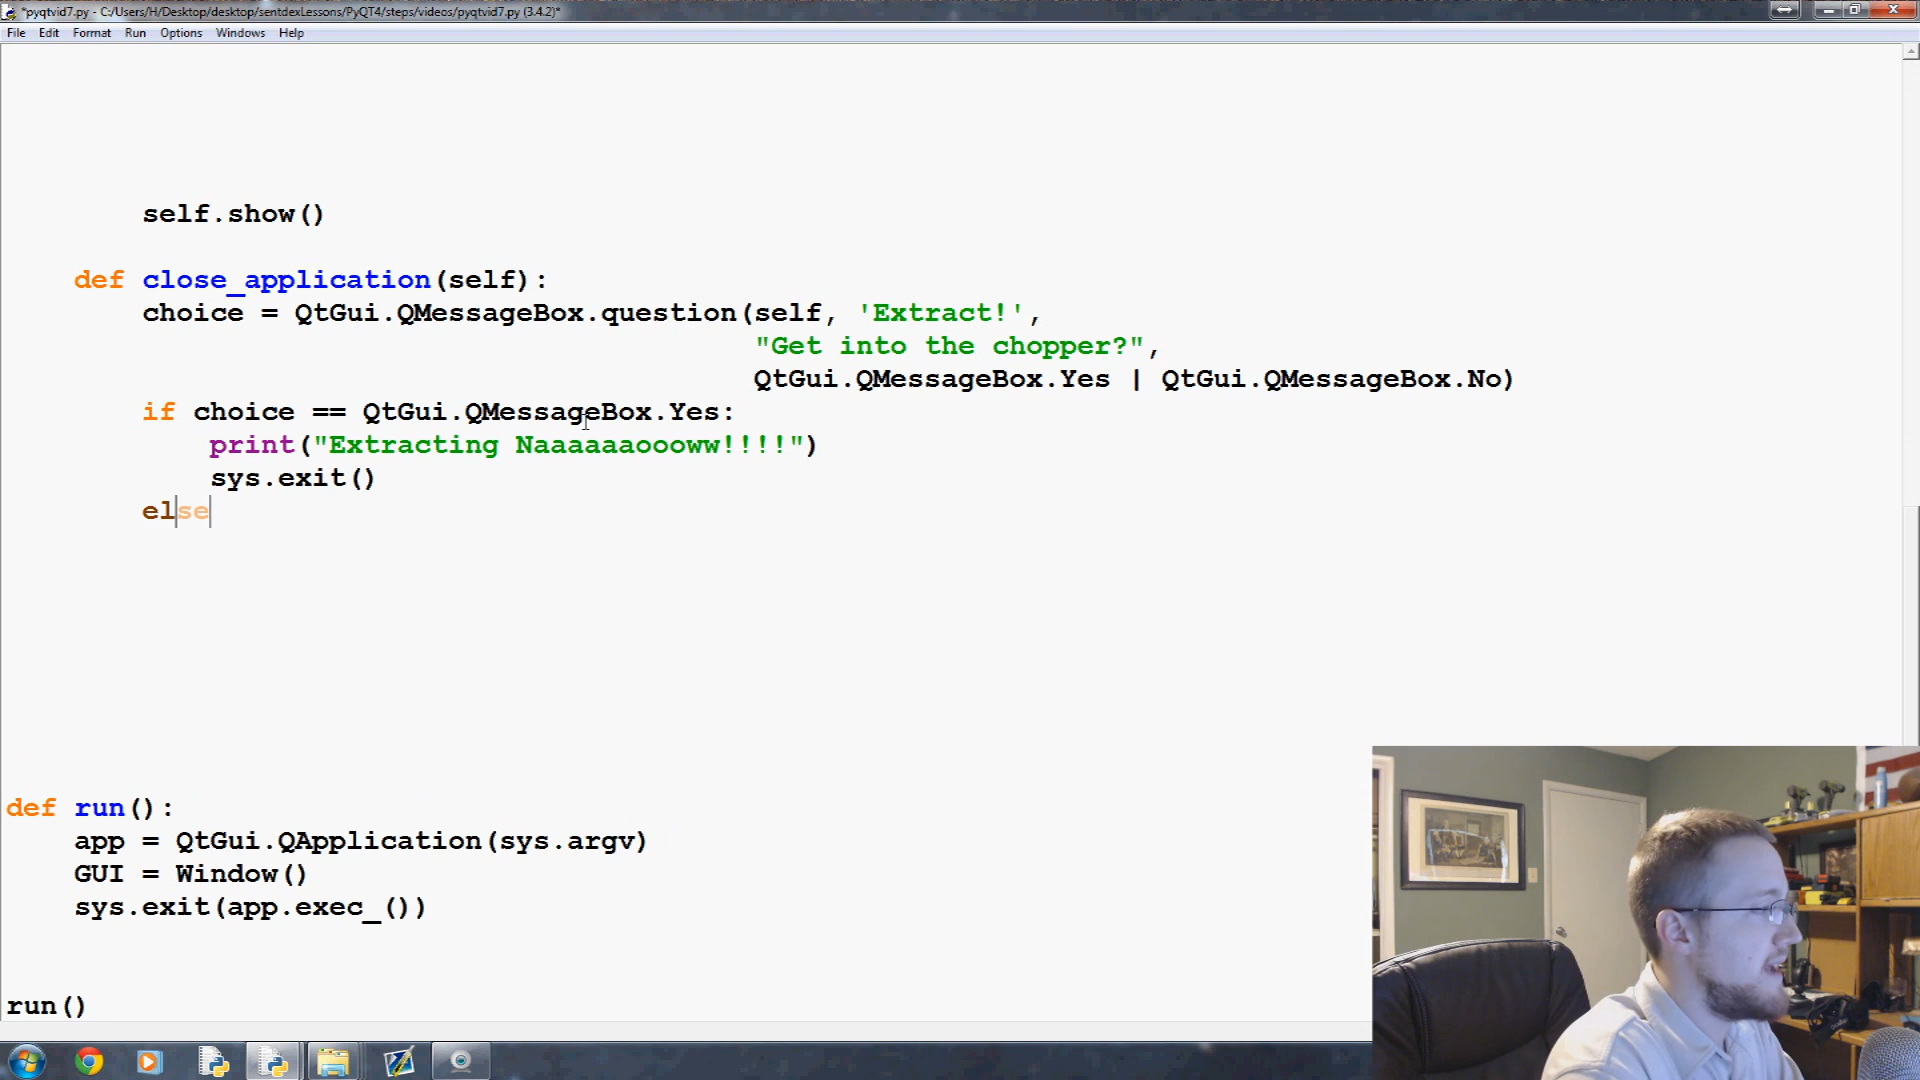 *pyqtvid7.py - C:/Users/H/Desktop/desktop/sentdexLessons/PyQT4/steps/videos/pyqtvid7.py (3.4.2)*
File Edit Format Run Options Windows Help
self.show()
def close_application(self):
choice = QtGui.QMessageBox.question(self, 'Extract!',
"Get into the chopper?",
QtGui.QMessageBox.Yes | QtGui.QMessageBox.No)
if choice == QtGui.QMessageBox.Yes:
print("Extracting Naaaaaaoooww!!!!")
sys.exit()
else
def run():
app = QtGui.QApplication(sys.argv)
GUI = Window()
sys.exit(app.exec_())
run()